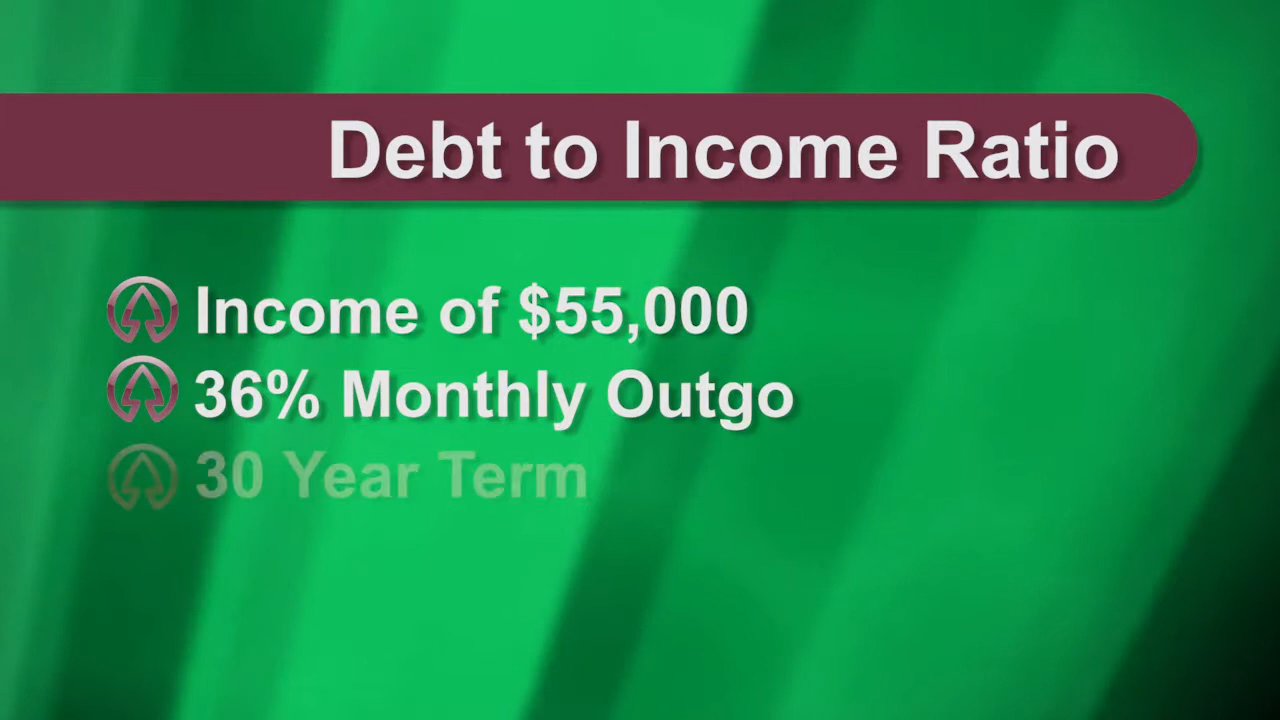 Debt to Income Ratio
Income of $55,000
36% Monthly Outgo
30 Year Term